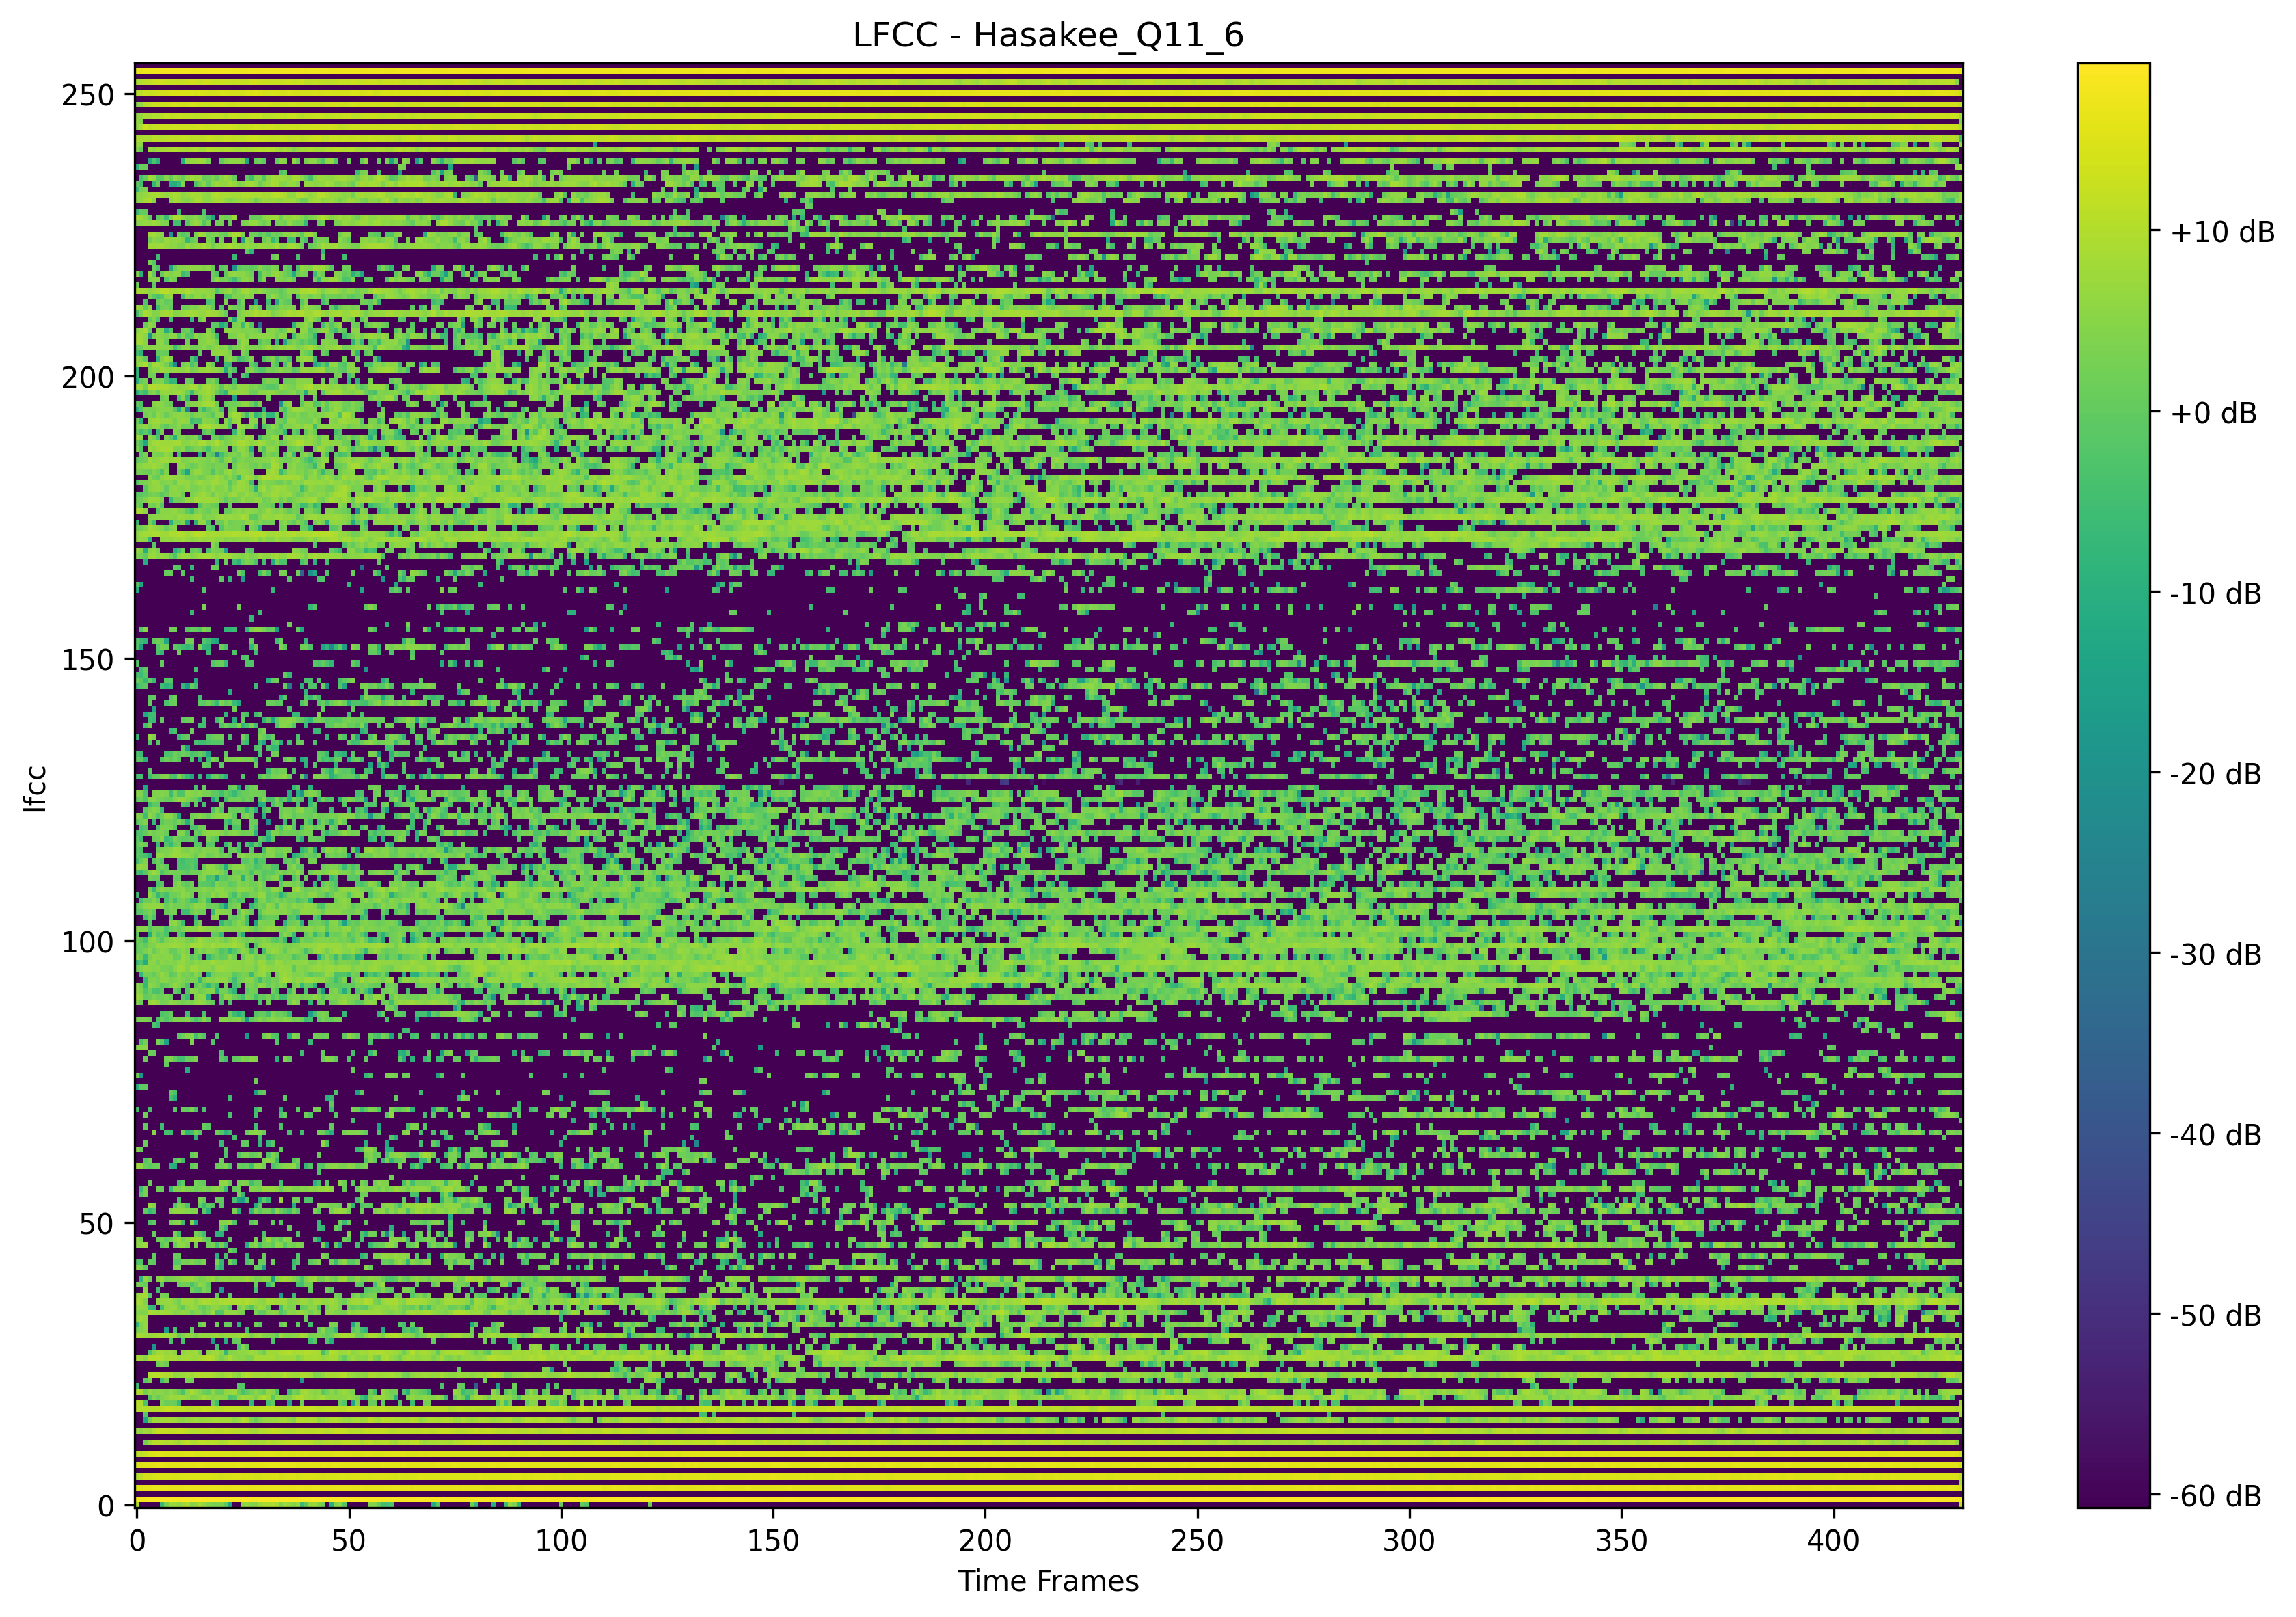 LFCC - Hasakee_Q11_6
250
200
150
100
50
0
lfcc
0 50 100 150 200 250 300 350 400
Time Frames
+10 dB
+0 dB
-10 dB
-20 dB
-30 dB
-40 dB
-50 dB
-60 dB